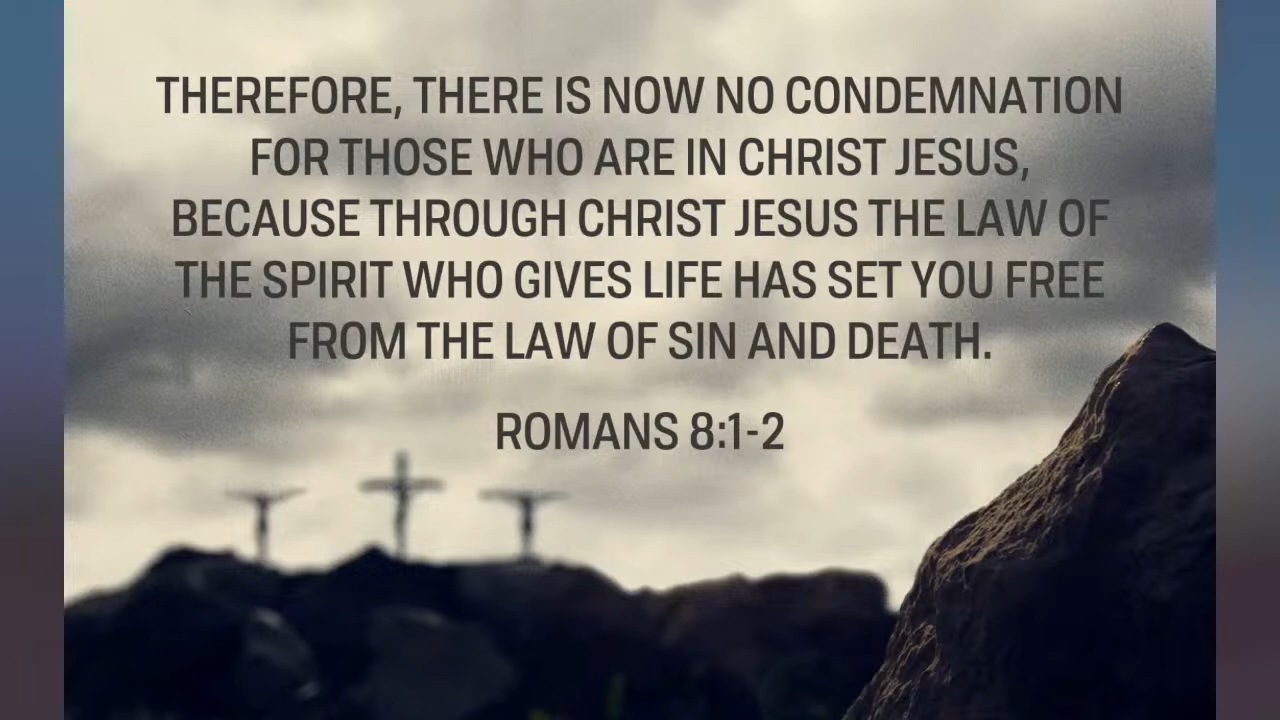 THEREFORE, THERE IS NOW NO CONDEMNATION
FOR THOSE WHO ARE IN CHRIST JESUS,
BECAUSE THROUGH CHRIST JESUS THE LAW OF
THE SPIRIT WHO GIVES LIFE HAS SET YOU FREE
FROM THE LAW OF SIN AND DEATH.
ROMANS 8:1-2